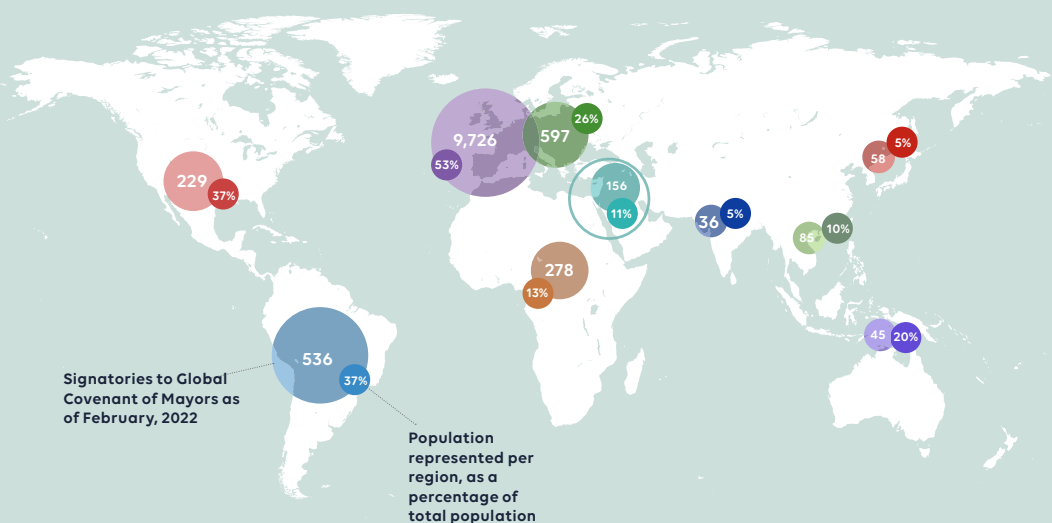 9,726
53%
597
26%
229
37%
156
11%
58
5%
36
5%
85
10%
278
13%
45
20%
536
37%
Signatories to Global
Covenant of Mayors as
of February, 2022
Population
represented per
region, as a
percentage of
total population